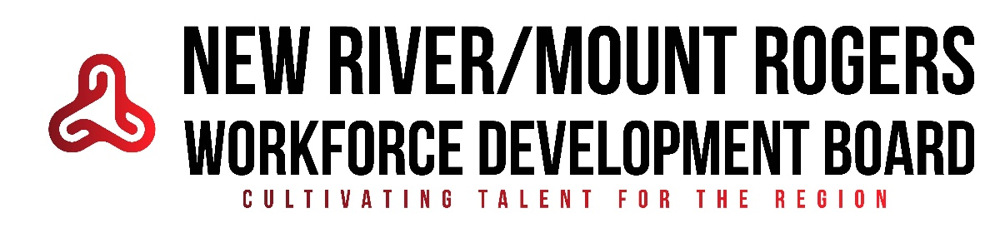 NEW RIVER/MOUNT ROGERS
WORKFORCE DEVELOPMENT BOARD
CULTIVATING TALENT FOR THE REGION